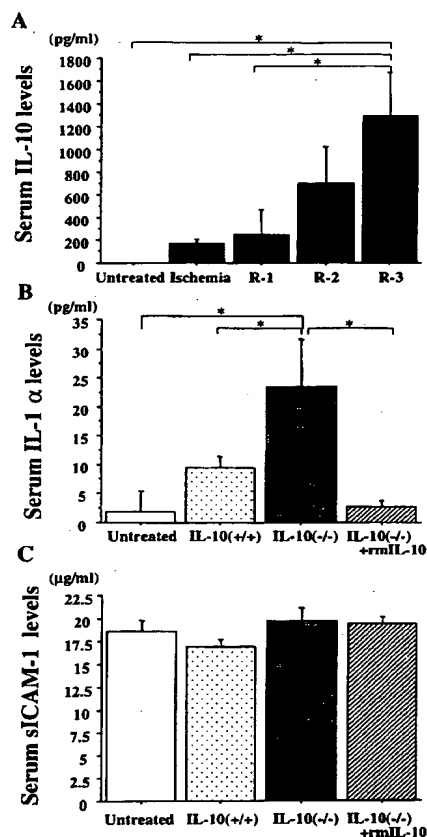 A
(pg/ml)
Serum IL-10 levels
1800
1600
1400
1200
1000
800
600
400
200
0
* 
*
*
Untreated Ischemia R-1 R-2 R-3
B
(pg/ml)
Serum IL-1 α levels
35
30
25
20
15
10
5
0
*
* *
Untreated IL-10(+/+) IL-10(-/-) IL-10(-/-)
+rmIL-10
C
(μg/ml)
Serum sICAM-1 levels
22.5
20
17.5
15
12.5
10
7.5
5
2.5
0
Untreated IL-10(+/+) IL-10(-/-) IL-10(-/-)
+rmIL-10